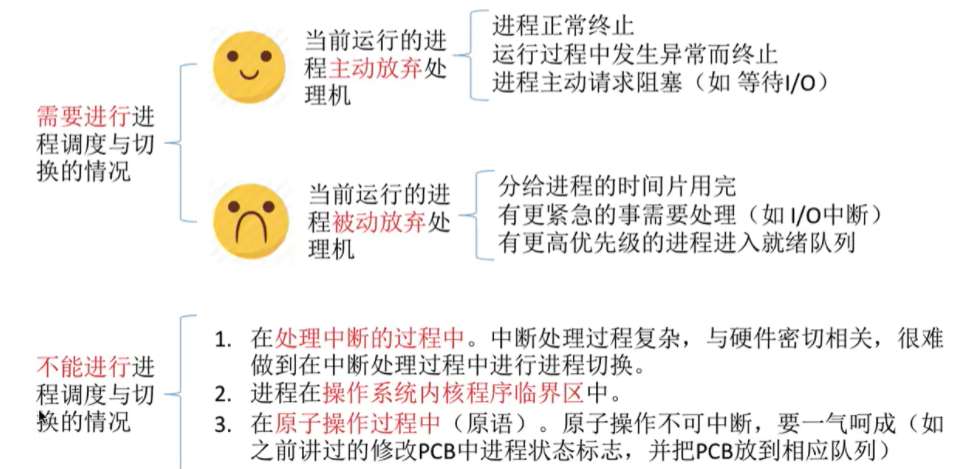 需要进行进
程调度与切
换的情况
当前运行的进
程主动放弃处
理机
进程正常终止
运行过程中发生异常而终止
进程主动请求阻塞（如 等待I/O）
当前运行的进
程被动放弃处
理机
分给进程的时间片用完
有更紧急的事需要处理（如 I/O中断）
有更高优先级的进程进入就绪队列
不能进行进
程调度与切
换的情况
1. 在处理中断的过程中。中断处理过程复杂，与硬件密切相关，很难
做到在中断处理过程中进行进程切换。
2. 进程在操作系统内核程序临界区中。
3. 在原子操作过程中（原语）。原子操作不可中断，要一气呵成（如
之前讲过的修改PCB中进程状态标志，并把PCB放到相应队列）